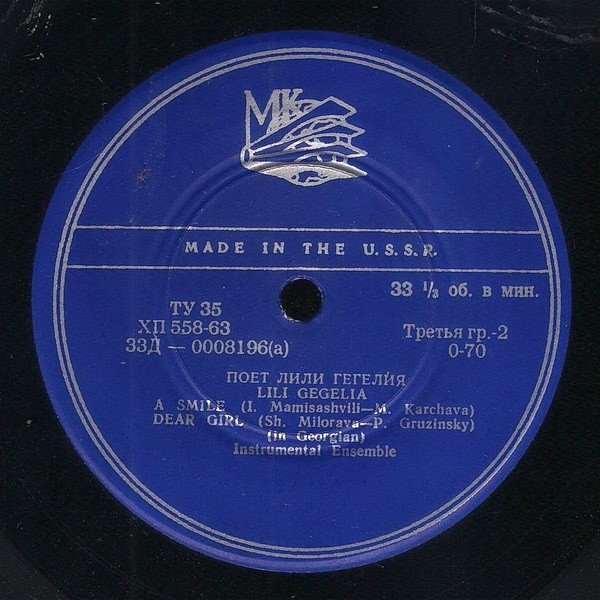 МК
MADE IN THE U.S.S.R.
33 ⅓ об. в мин.
ТУ 35
ХП 558-63
33Д — 0008196(а)
Третья гр.-2
0-70
ПОЕТ ЛИЛИ ГЕГЕЛИЯ
LILI GEGELIA
A SMILE (I. Mamisashvili—M. Karchava)
DEAR GIRL (Sh. Milorava—P. Gruzinsky)
(in Georgian)
Instrumental Ensemble